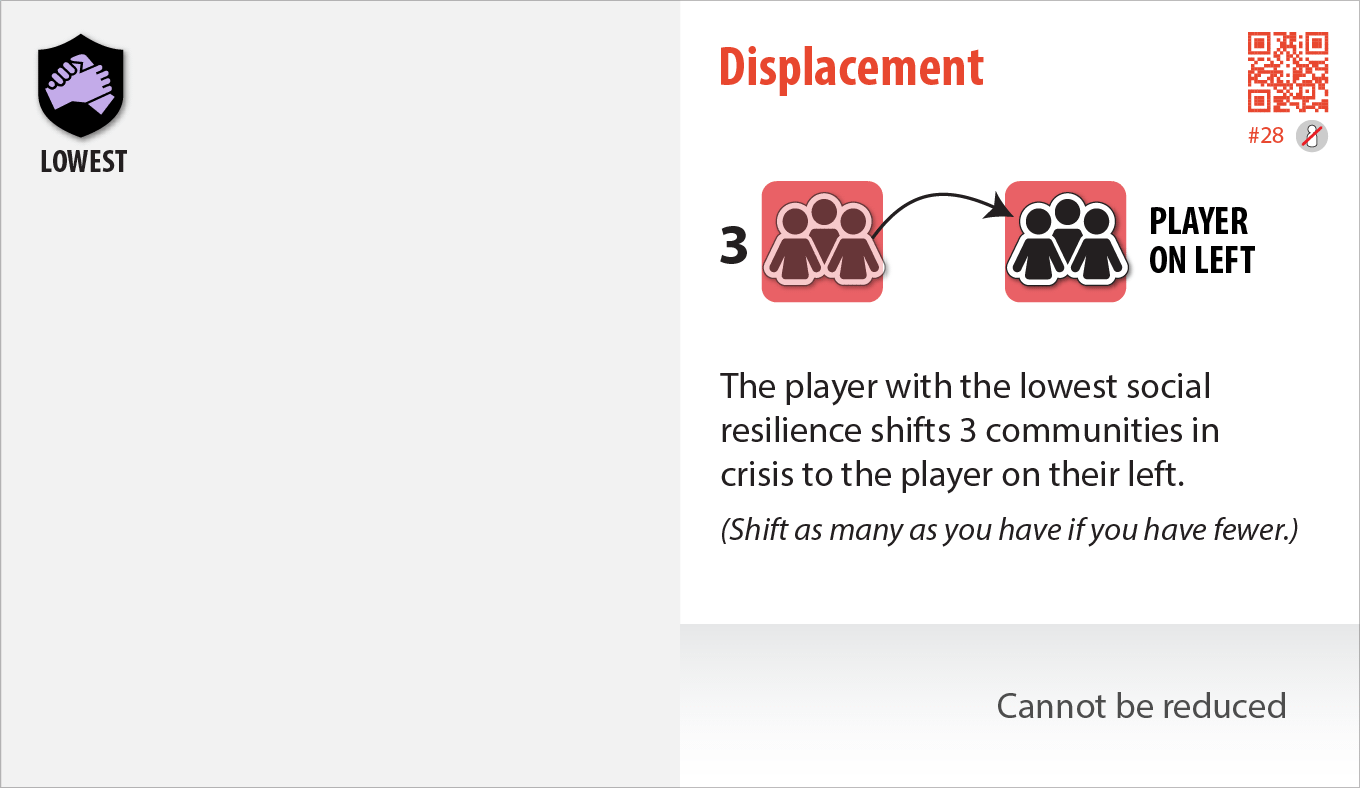 LOWEST
Displacement
#28
3
PLAYER
ON LEFT
The player with the lowest social
resilience shifts 3 communities in
crisis to the player on their left.
(Shift as many as you have if you have fewer.)
Cannot be reduced